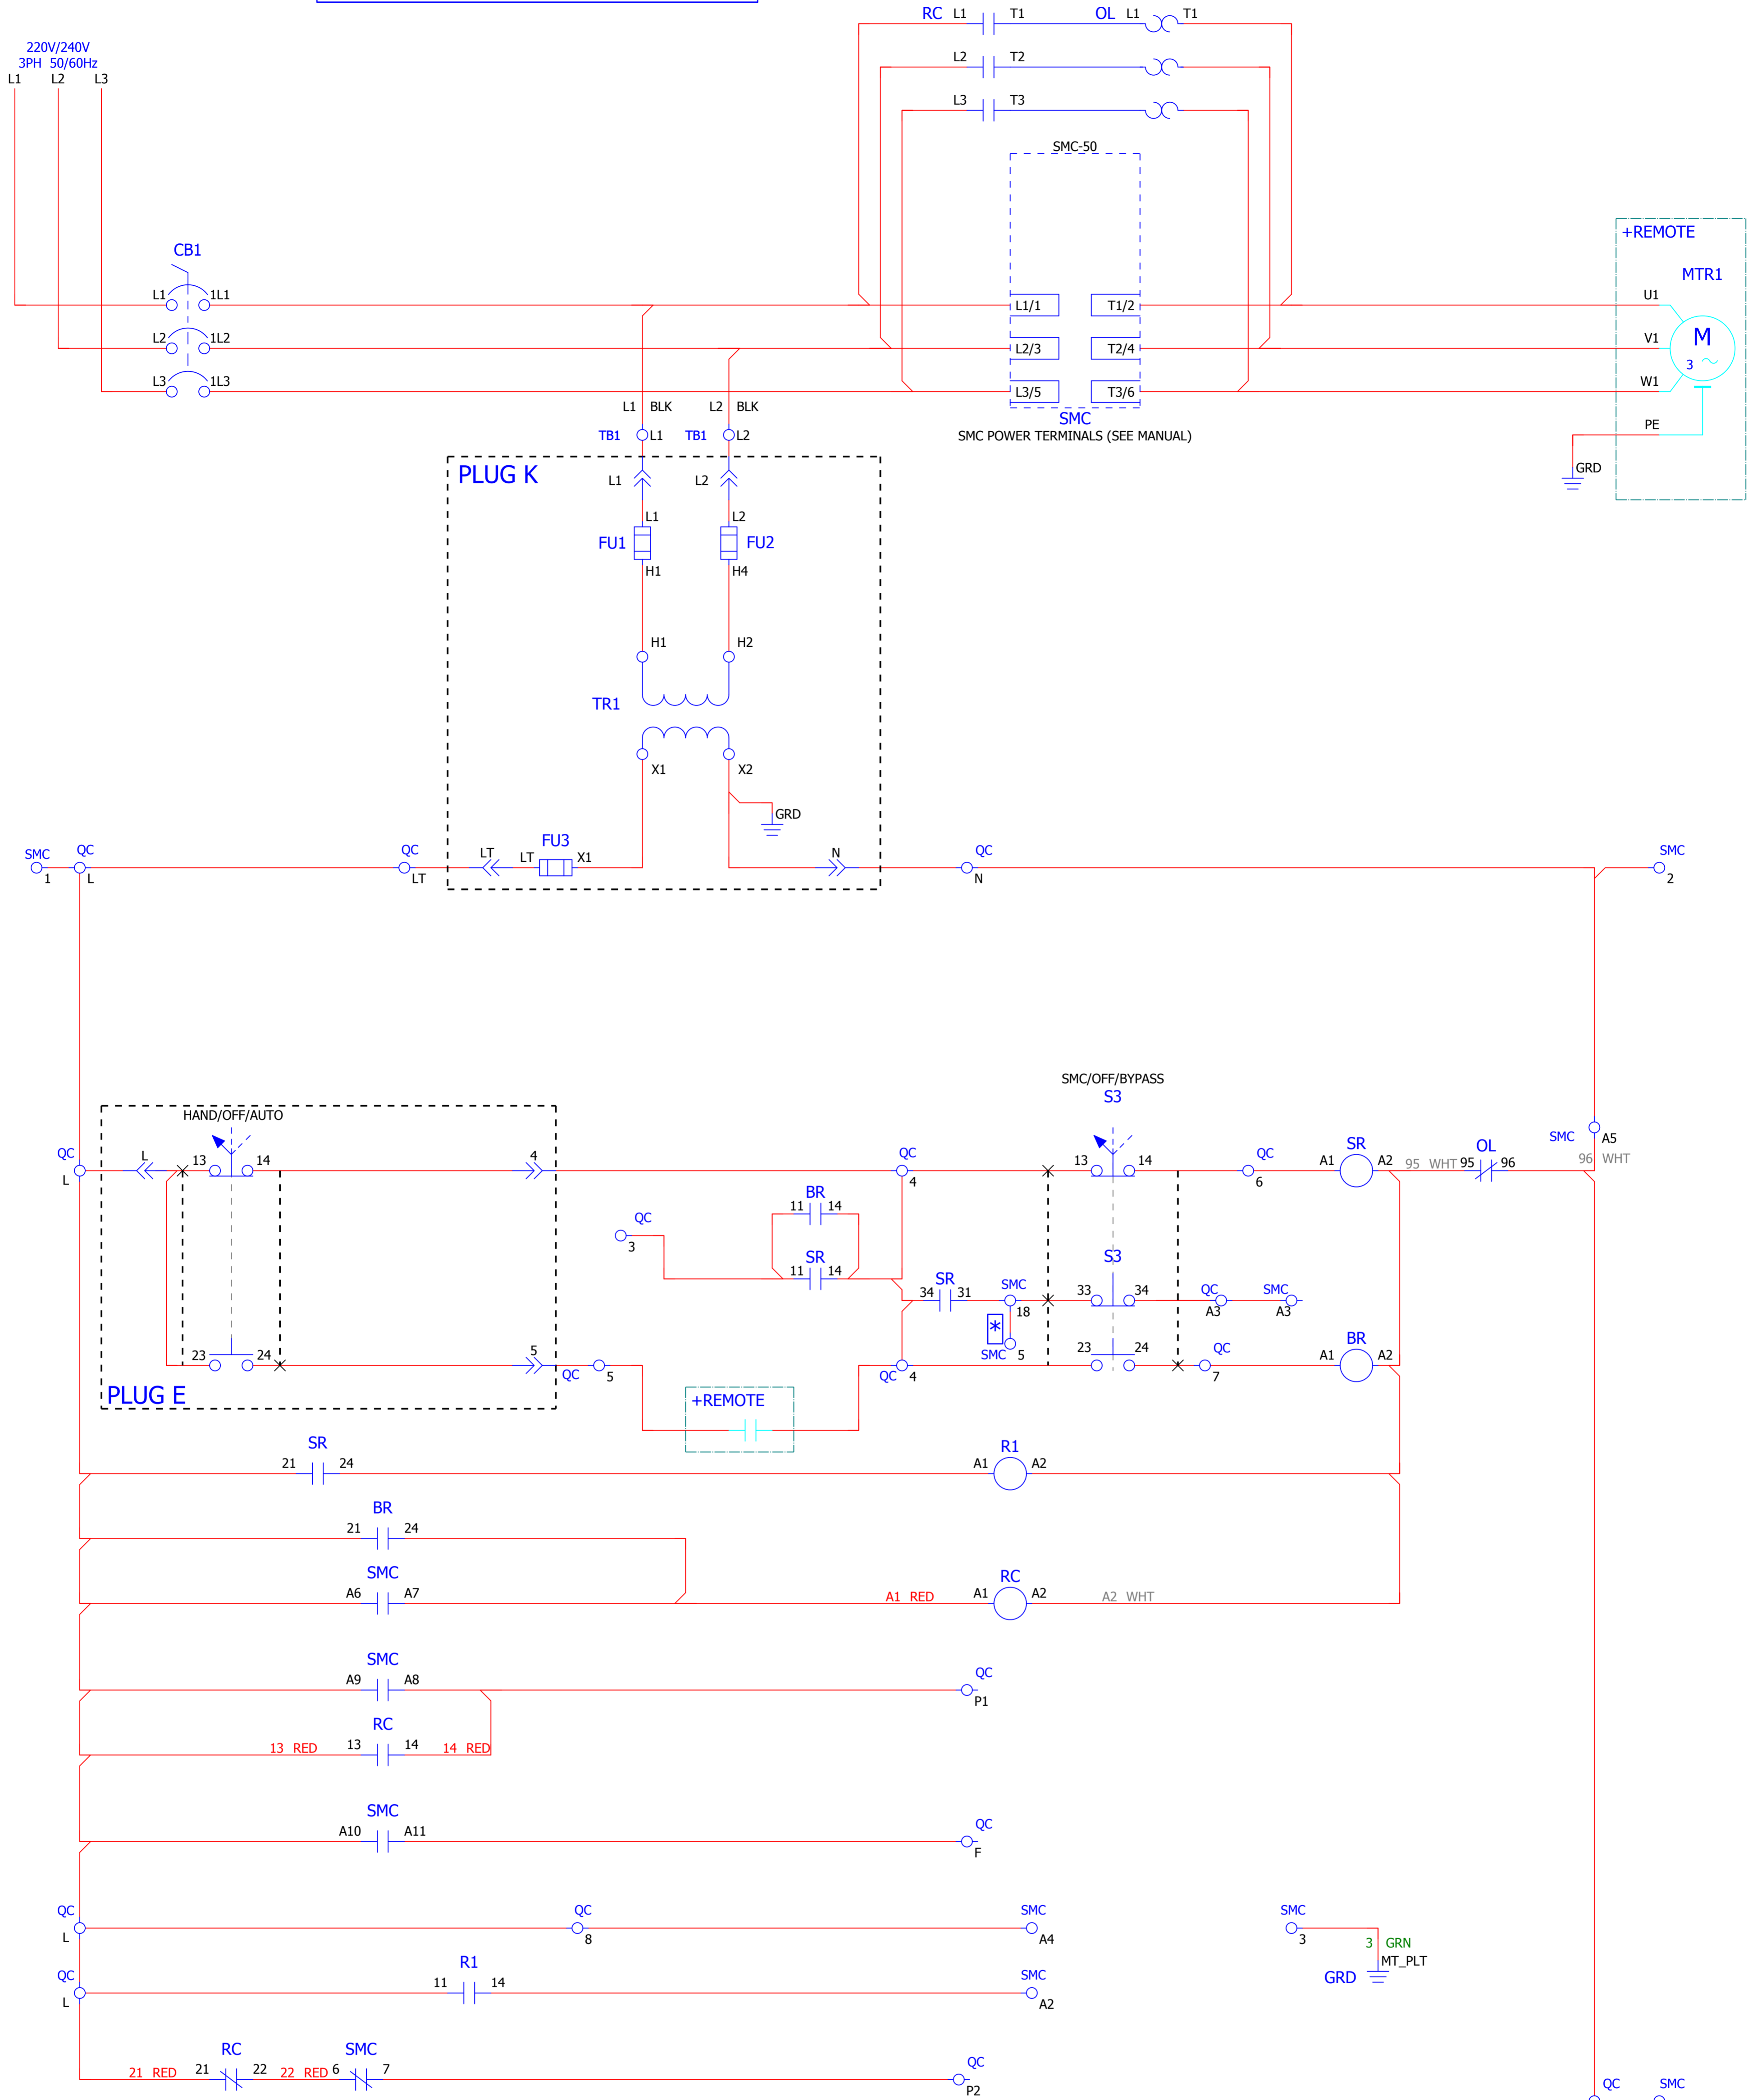 RC L1 T1 OL L1 T1
220V/240V
3PH 50/60Hz
L1 L2 L3
L2 T2
L3 T3
SMC-50
+REMOTE
CB1
MTR1
L1 1L1 L1/1 T1/2 U1
L2 1L2 L2/3 T2/4 V1 M
3
L3 1L3 L3/5 T3/6 W1
L1 BLK L2 BLK
SMC
TB1 L1 TB1 L2
SMC POWER TERMINALS (SEE MANUAL)
PE
GRD
PLUG K
L1 L2
L1 L2
FU1 FU2
H1 H4
H1 H2
TR1
X1 X2
GRD
SMC QC QC FU3 QC SMC
LT LT X1 N
1 L LT N 2
SMC/OFF/BYPASS
S3
HAND/OFF/AUTO
SMC A5
QC L 13 14 4 QC 13 14 QC SR OL
A1 A2 95 WHT 95 96 96 WHT
L 4 6
BR
11 14
QC
3
SR S3
11 14
SR SMC
34 31 33 34 QC SMC
18 A3 A3
*
SMC 5
BR
23 24 5 23 24 QC A1 A2
QC 5 QC 4 7
PLUG E
+REMOTE
SR R1
21 24 A1 A2
BR
21 24
SMC RC
A6 A7 A1 RED A1 A2 A2 WHT
SMC QC
A9 A8
P1
RC
13 RED 13 14 14 RED
SMC QC
A10 A11
F
QC QC SMC SMC
L 8 A4 3
3 GRN
MT_PLT
GRD
QC R1 SMC
11 14
L A2
RC SMC QC
21 RED 21 22 22 RED 6 7
P2
QC SMC